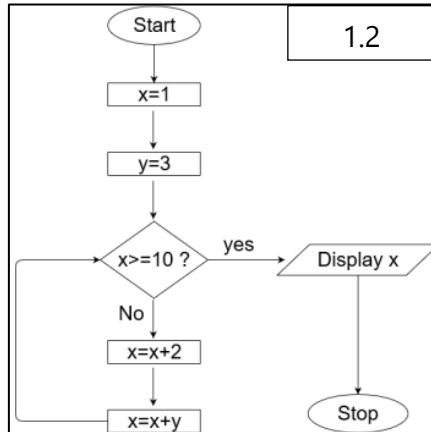 Start
1.2
x=1
y=3
x>=10 ?
yes
Display x
No
x=x+2
x=x+y
Stop